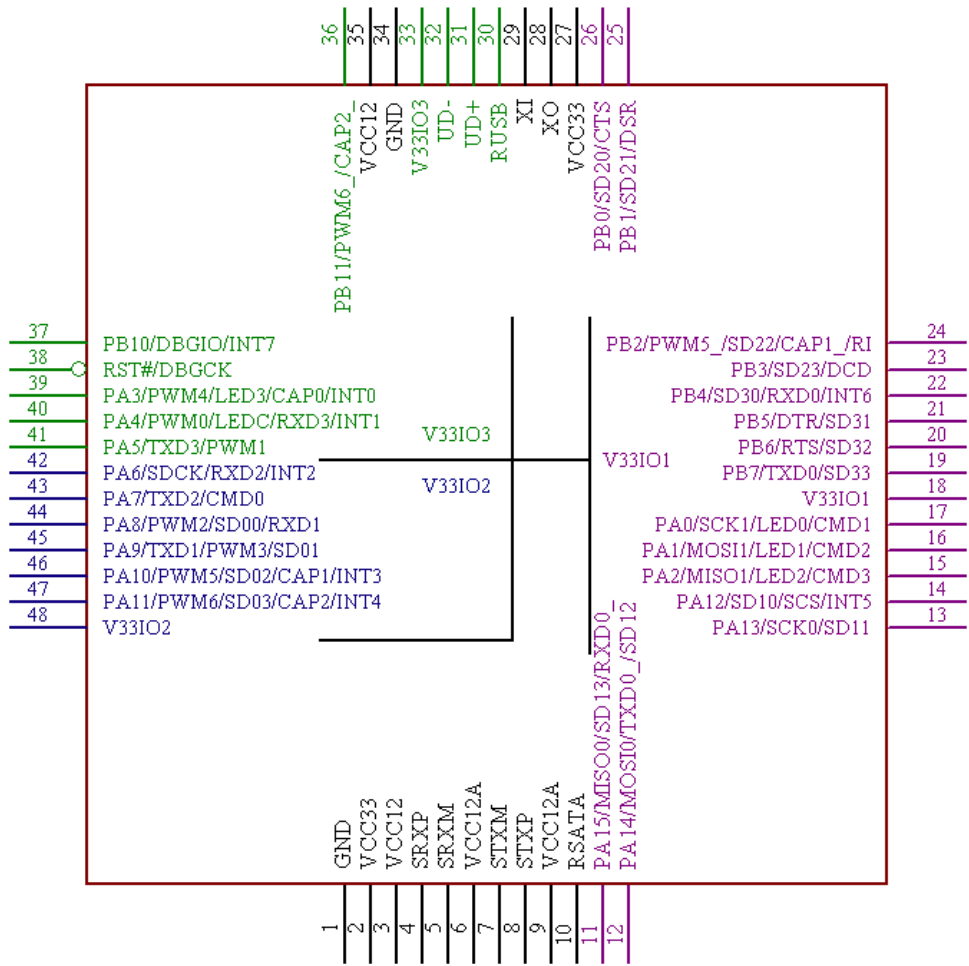 36
35
34
33
32
31
30
29
28
27
26
25
PB11/PWM6_/CAP2_
VCC12
GND
V33IO3
UD-
UD+
RUSB
XI
XO
VCC33
PB0/SD20/CTS
PB1/SD21/DSR
37 PB10/DBGIO/INT7
38 RST#/DBGCK
39 PA3/PWM4/LED3/CAP0/INT0
40 PA4/PWM0/LEDC/RXD3/INT1
41 PA5/TXD3/PWM1
42 PA6/SDCK/RXD2/INT2
43 PA7/TXD2/CMD0
44 PA8/PWM2/SD00/RXD1
45 PA9/TXD1/PWM3/SD01
46 PA10/PWM5/SD02/CAP1/INT3
47 PA11/PWM6/SD03/CAP2/INT4
48 V33IO2
V33IO3
V33IO2
V33IO1
PB2/PWM5_/SD22/CAP1_/RI 24
PB3/SD23/DCD 23
PB4/SD30/RXD0/INT6 22
PB5/DTR/SD31 21
PB6/RTS/SD32 20
PB7/TXD0/SD33 19
V33IO1 18
PA0/SCK1/LED0/CMD1 17
PA1/MOSI1/LED1/CMD2 16
PA2/MISO1/LED2/CMD3 15
PA12/SD10/SCS/INT5 14
PA13/SCK0/SD11 13
GND
VCC33
VCC12
SRXP
SRXM
VCC12A
STXM
STXP
VCC12A
RSATA
PA15/MISO0/SD13/RXD0_
PA14/MOSI0/TXD0_/SD12
1
2
3
4
5
6
7
8
9
10
11
12